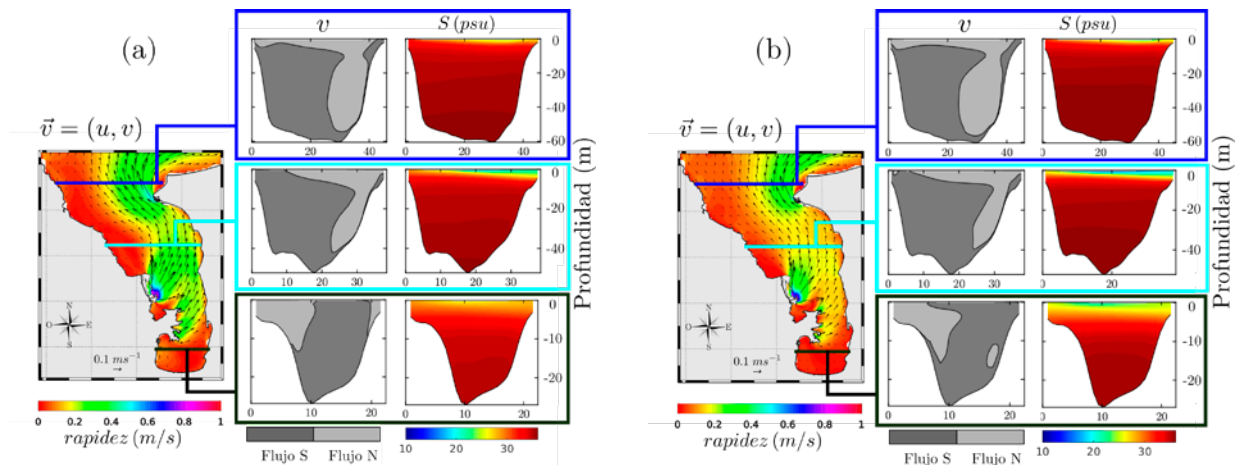 (a)
v
S (psu)
0
-20
-40
-60
0 20 40
v⃗ = (u, v)
0
-20
-40
0 10 20 30
0 10 20 30
N
O E
S
0.1 ms⁻¹
0
-10
-20
0 10 20
0 10 20
0 0.2 0.4 0.6 0.8 1
rapidez (m/s)
Flujo S Flujo N
10 20 30
Profundidad (m)
(b)
v
S (psu)
0
-20
-40
-60
0 20 40
0 20 40
v⃗ = (u, v)
0
-20
-40
0 20
0 20
N
O E
S
0.1 ms⁻¹
0
-10
-20
0 10 20
0 10 20
0 0.2 0.4 0.6 0.8 1
rapidez (m/s)
Flujo S Flujo N
10 20 30
Profundidad (m)